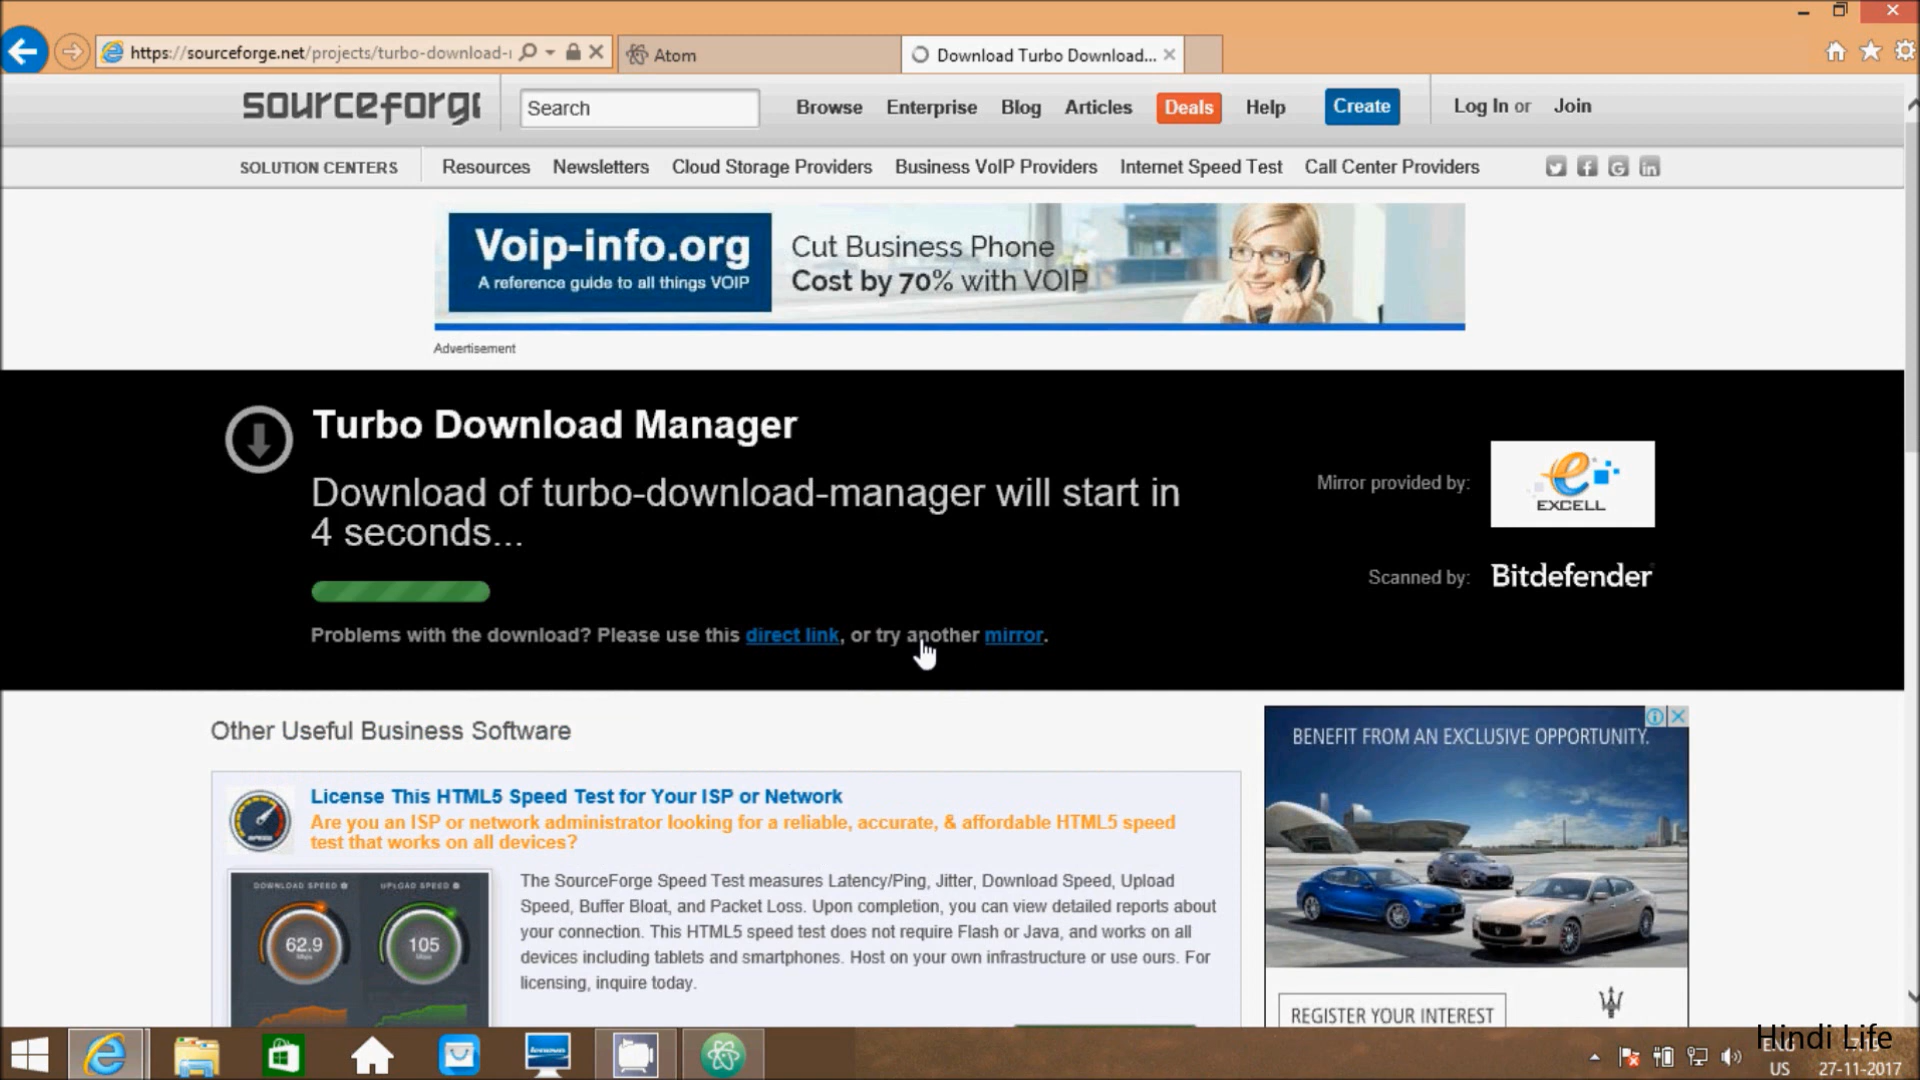 https://sourceforge.net/projects/turbo-download-
Atom
Download Turbo Download...
sourceforge
Search
Browse
Enterprise
Blog
Articles
Deals
Help
Create
Log In or
Join
SOLUTION CENTERS
Resources
Newsletters
Cloud Storage Providers
Business VoIP Providers
Internet Speed Test
Call Center Providers
Voip-info.org
A reference guide to all things VOIP
Cut Business Phone
Cost by 70% with VOIP
Advertisement
Turbo Download Manager
Download of turbo-download-manager will start in
4 seconds...
Mirror provided by:
EXCELL
Scanned by:
Bitdefender
Problems with the download? Please use this direct link, or try another mirror.
Other Useful Business Software
BENEFIT FROM AN EXCLUSIVE OPPORTUNITY.
License This HTML5 Speed Test for Your ISP or Network
Are you an ISP or network administrator looking for a reliable, accurate, & affordable HTML5 speed
test that works on all devices?
DOWNLOAD SPEED
UPLOAD SPEED
62.9
Mbps
105
Mbps
The SourceForge Speed Test measures Latency/Ping, Jitter, Download Speed, Upload
Speed, Buffer Bloat, and Packet Loss. Upon completion, you can view detailed reports about
your connection. This HTML5 speed test does not require Flash or Java, and works on all
devices including tablets and smartphones. Host on your own infrastructure or use ours. For
licensing, inquire today.
REGISTER YOUR INTEREST
Hindi Life
ENG
US
27-11-2017